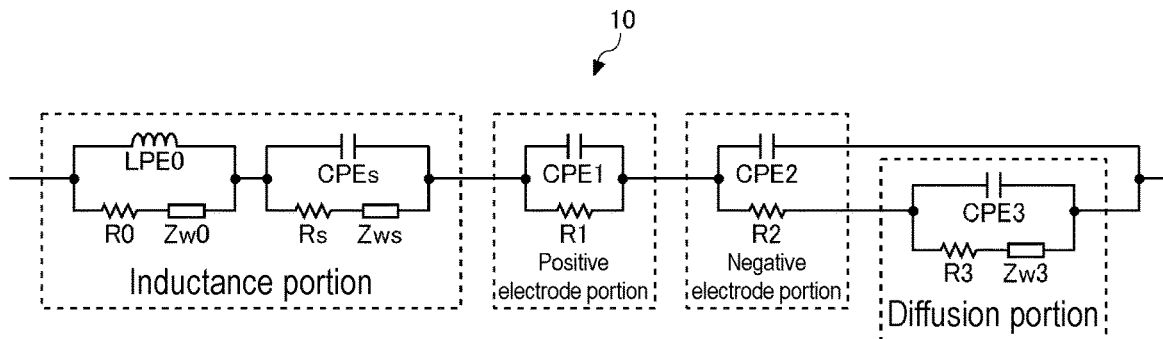 10
LPE0
R0 Zw0
CPEs
Rs Zws
Inductance portion
CPE1
R1
Positive
electrode portion
CPE2
R2
Negative
electrode portion
CPE3
R3 Zw3
Diffusion portion